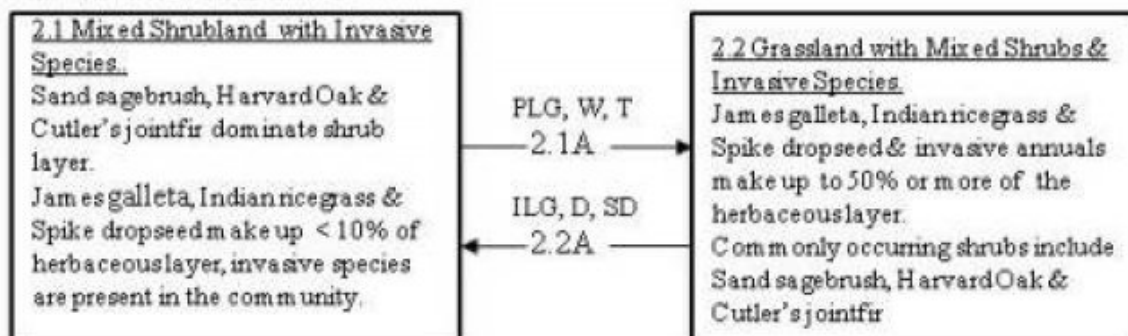 2.1 Mixed Shrubland with Invasive
Species..
Sand sagebrush, Harvard Oak &
Cutler's jointfir dominate shrub
layer.
James galleta, Indian ricegrass &
Spike dropseed make up < 10% of
herbaceous layer, invasive species
are present in the community.
PLG, W, T
2.1A
ILG, D, SD
2.2A
2.2 Grassland with Mixed Shrubs &
Invasive Species.
James galleta, Indian ricegrass &
Spike dropseed & invasive annuals
make up to 50% or more of the
herbaceous layer.
Commonly occurring shrubs include
Sand sagebrush, Harvard Oak &
Cutler's jointfir